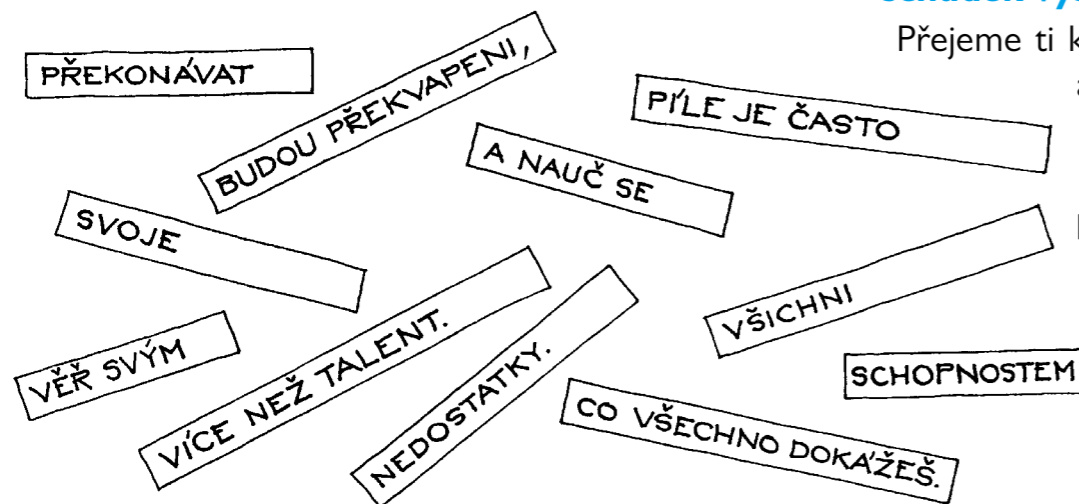 Přejeme ti k
PŘEKONÁVAT
BUDOU PŘEKVAPENI,
PÍLE JE ČASTO
A NAUČ SE
SVOJE
VŠICHNI
VĚŘ SVÝM
VÍCE NEŽ TALENT.
NEDOSTATKY.
SCHOPNOSTEM
CO VŠECHNO DOKÁŽEŠ.